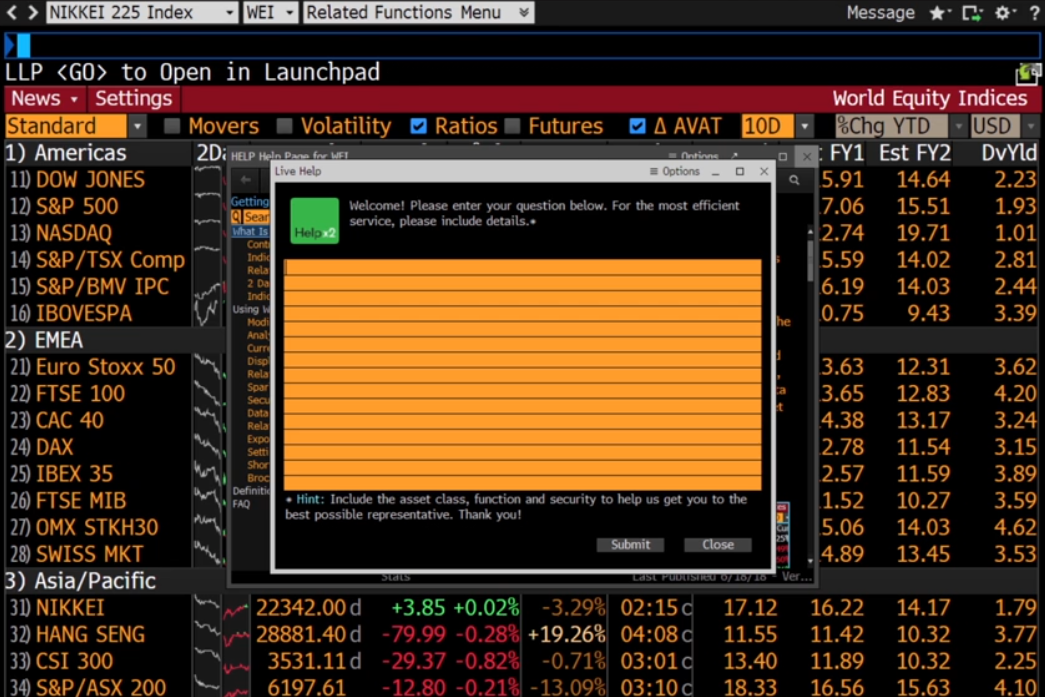 NIKKEI 225 Index WEI Related Functions Menu Message ?
LLP <GO> to Open in Launchpad
News Settings World Equity Indices
Standard Movers Volatility Ratios Futures Δ AVAT 10D %Chg YTD USD
1) Americas FY1 Est FY2 DvYld
HELP Help Page for WEI Options
Live Help Options
Welcome! Please enter your question below. For the most efficient
service, please include details.*
Help x2
* Hint: Include the asset class, function and security to help us get you to the
best possible representative. Thank you!
Submit Close
Getting
What Is
Using
FAQ
11) DOW JONES 5.91 14.64 2.23
12) S&P 500 7.06 15.51 1.93
13) NASDAQ 2.74 19.71 1.01
14) S&P/TSX Comp 5.59 14.02 2.81
15) S&P/BMV IPC 6.19 14.03 2.44
16) IBOVESPA 0.75 9.43 3.39
2) EMEA
21) Euro Stoxx 50 3.63 12.31 3.62
22) FTSE 100 3.65 12.83 4.20
23) CAC 40 4.38 13.17 3.24
24) DAX 2.78 11.54 3.15
25) IBEX 35 2.57 11.59 3.89
26) FTSE MIB 1.52 10.27 3.59
27) OMX STKH30 5.06 14.03 4.62
28) SWISS MKT 4.89 13.45 3.53
3) Asia/Pacific
31) NIKKEI 22342.00 d +3.85 +0.02% -3.29% 02:15 c 17.12 16.22 14.17 1.79
32) HANG SENG 28881.40 d -79.99 -0.28% +19.26% 04:08 c 11.55 11.42 10.32 3.77
33) CSI 300 3531.11 d -29.37 -0.82% -0.71% 03:01 c 13.40 11.89 10.32 2.25
34) S&P/ASX 200 6197.61 -12.80 -0.21% -13.09% 03:10 c 18.33 16.56 15.63 4.10